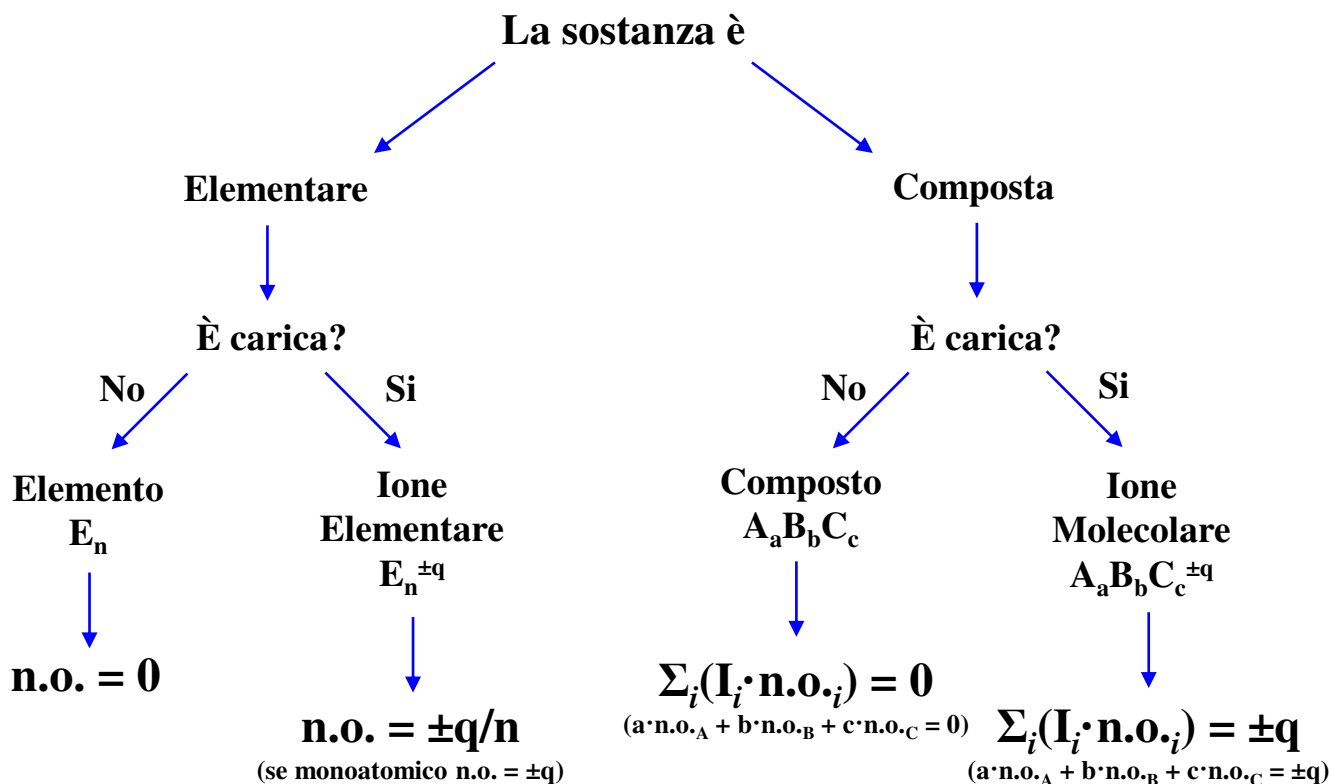 La sostanza è
Elementare
Composta
È carica?
È carica?
No
Si
No
Si
Elemento
Eₙ
Ione
Elementare
Eₙ±q
Composto
AₐBbCc
Ione
Molecolare
AₐBbCc±q
n.o. = 0
n.o. = ±q/n
(se monoatomico n.o. = ±q)
Σi(Ii·n.o.i) = 0
(a·n.o.A + b·n.o.B + c·n.o.C = 0)
Σi(Ii·n.o.i) = ±q
(a·n.o.A + b·n.o.B + c·n.o.C = ±q)